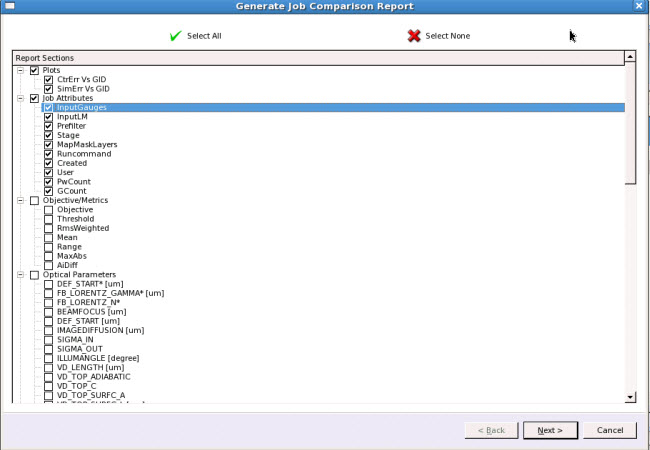 Generate Job Comparison Report
Select All
Select None
Report Sections
Plots
CtrErr Vs GID
SimErr Vs GID
Job Attributes
InputGauges
InputLM
Prefilter
Stage
MapMaskLayers
Runcommand
Created
User
PwCount
GCount
Objective/Metrics
Objective
Threshold
RmsWeighted
Mean
Range
MaxAbs
AiDiff
Optical Parameters
DEF_START* [um]
FB_LORENTZ_GAMMA* [um]
FB_LORENTZ_N*
BEAMFOCUS [um]
DEF_START [um]
IMAGEDIFFUSION [um]
SIGMA_IN
SIGMA_OUT
ILLUMANGLE [degree]
VD_LENGTH [um]
VD_TOP_ADIABATIC
VD_TOP_C
VD_TOP_SURFC_A
< Back
Next >
Cancel